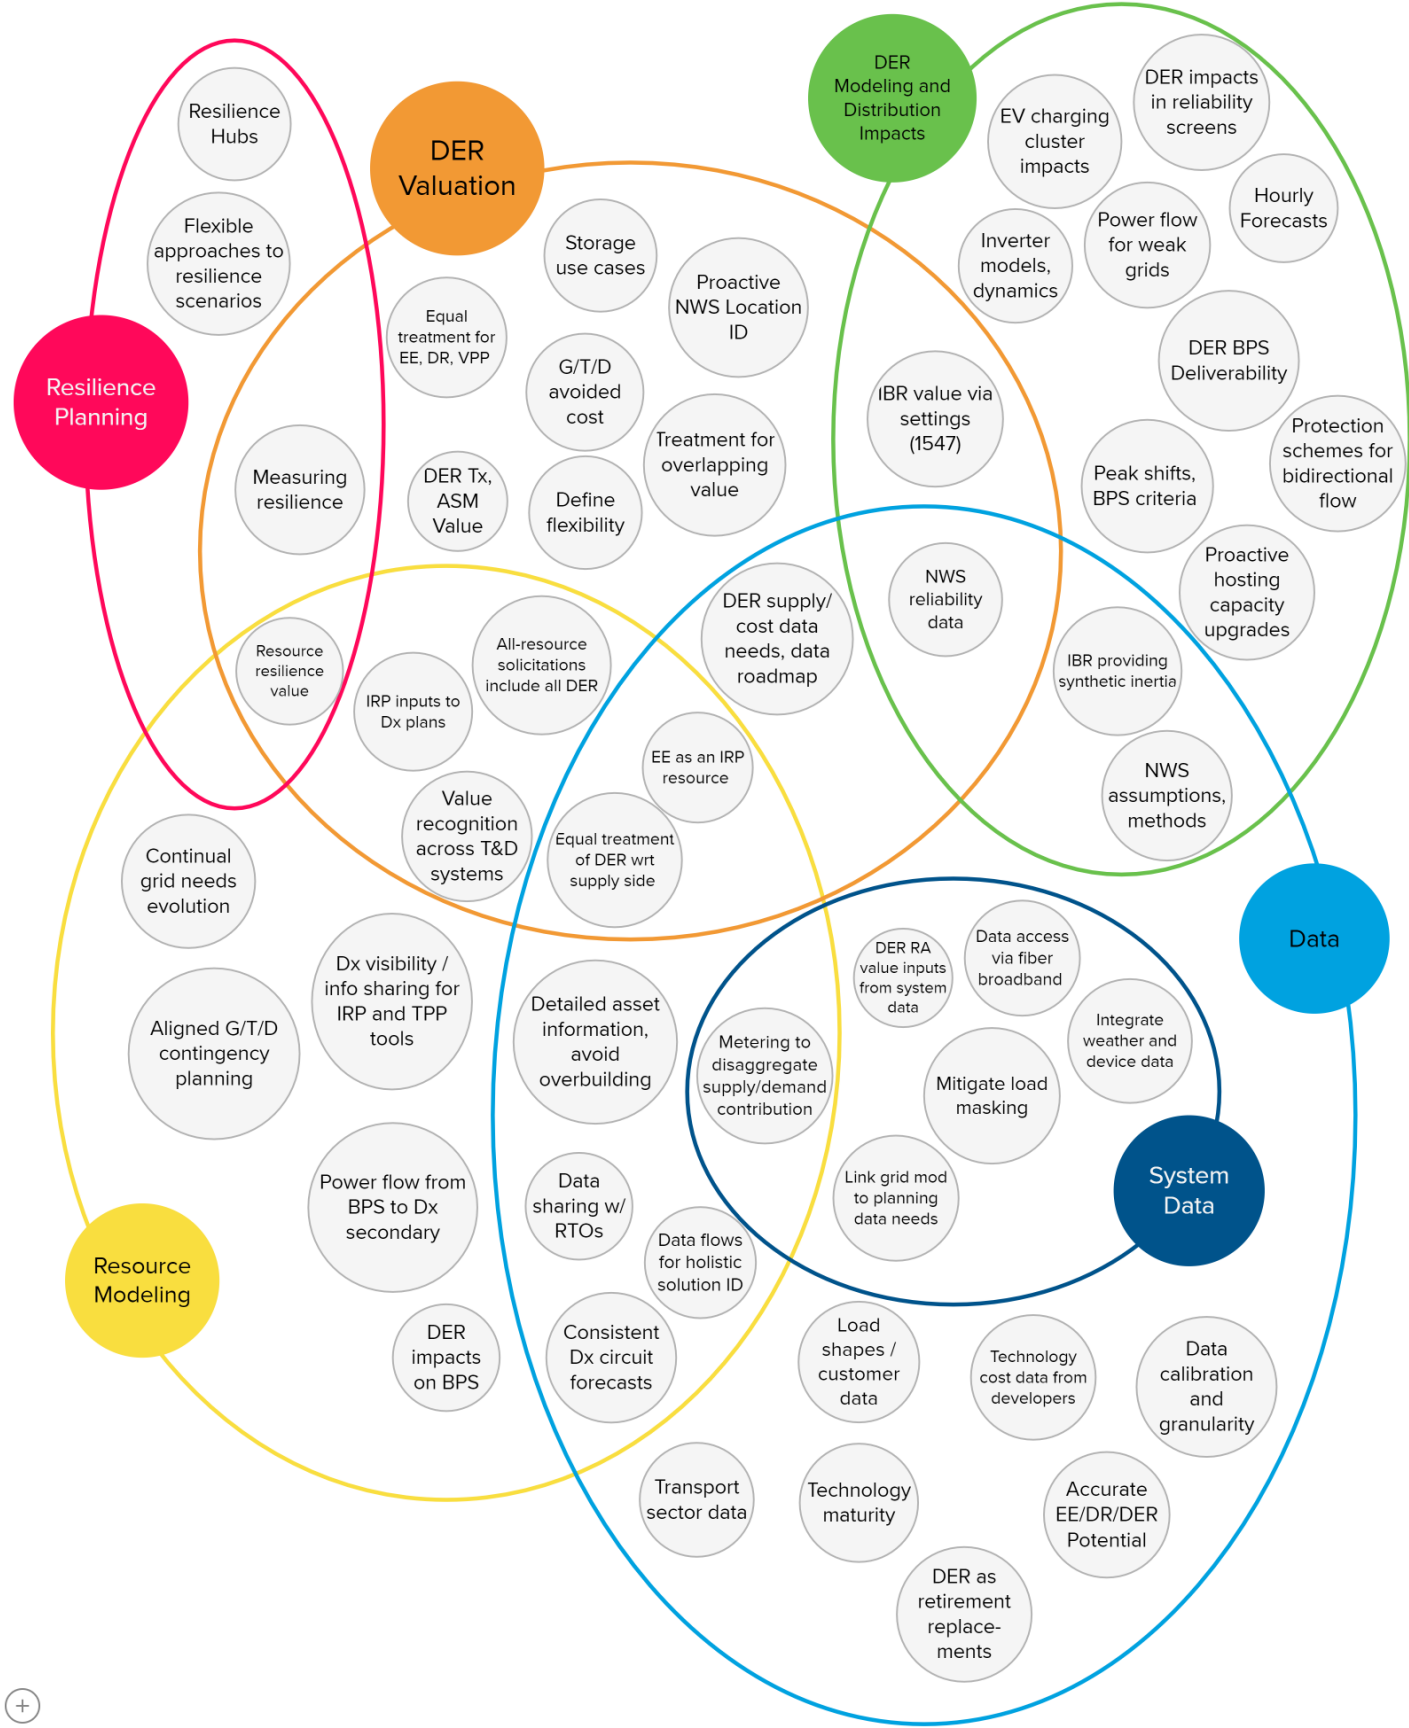 Resilience
Hubs
Flexible
approaches to
resilience
scenarios
Resilience
Planning
Measuring
resilience
Resource
resilience
value
DER
Valuation
Storage
use cases
Proactive
NWS Location
ID
Equal
treatment for
EE, DR, VPP
G/T/D
avoided
cost
Treatment for
overlapping
value
DER Tx,
ASM
Value
Define
flexibility
DER
Modeling and
Distribution
Impacts
DER impacts
in reliability
screens
EV charging
cluster
impacts
Hourly
Forecasts
Power flow
for weak
grids
Inverter
models,
dynamics
DER BPS
Deliverability
IBR value via
settings
(1547)
Protection
schemes for
bidirectional
flow
Peak shifts,
BPS criteria
Proactive
hosting
capacity
upgrades
NWS
reliability
data
DER supply/
cost data
needs, data
roadmap
IBR providing
synthetic inertia
NWS
assumptions,
methods
All-resource
solicitations
include all DER
IRP inputs to
Dx plans
EE as an IRP
resource
Value
recognition
across T&D
systems
Equal treatment
of DER wrt
supply side
Continual
grid needs
evolution
Dx visibility /
info sharing for
IRP and TPP
tools
Aligned G/T/D
contingency
planning
Power flow from
BPS to Dx
secondary
Resource
Modeling
DER
impacts
on BPS
Detailed asset
information,
avoid
overbuilding
Metering to
disaggregate
supply/demand
contribution
Data
sharing w/
RTOs
Data flows
for holistic
solution ID
Consistent
Dx circuit
forecasts
Data
DER RA
value inputs
from system
data
Data access
via fiber
broadband
Integrate
weather and
device data
Mitigate load
masking
Link grid mod
to planning
data needs
System
Data
Load
shapes /
customer
data
Technology
cost data from
developers
Data
calibration
and
granularity
Transport
sector data
Technology
maturity
Accurate
EE/DR/DER
Potential
DER as
retirement
replace-
ments